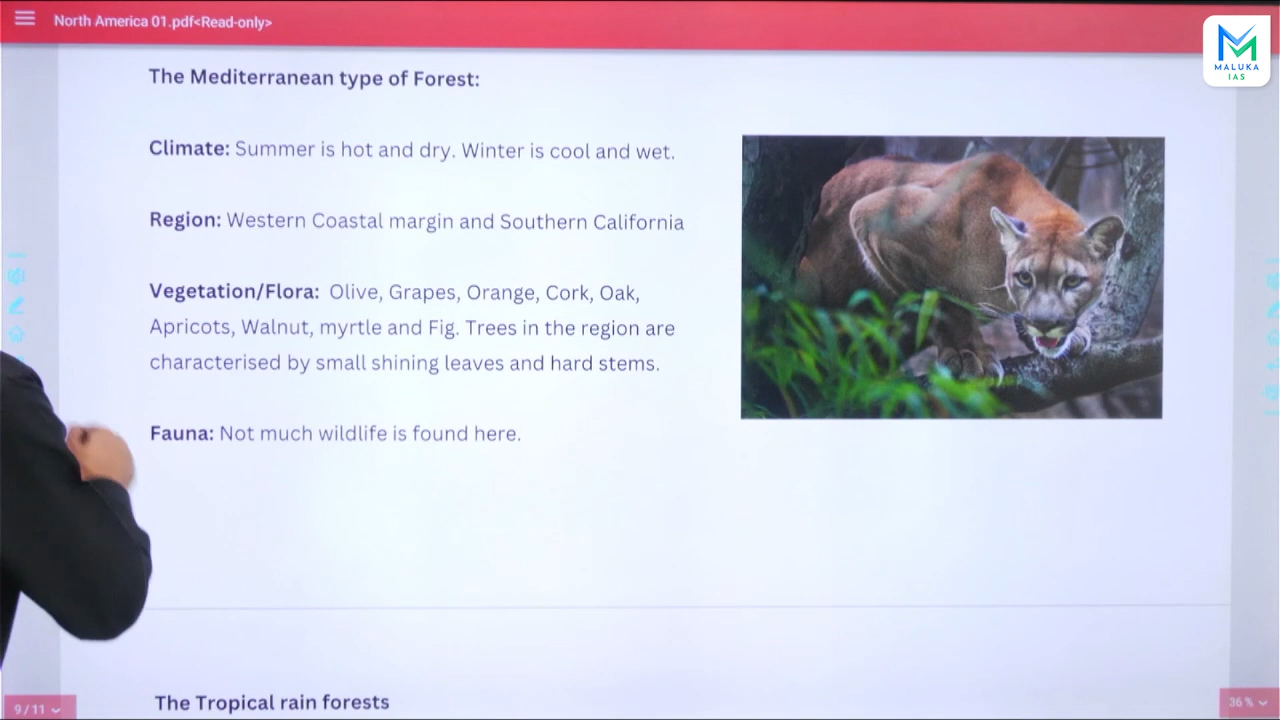 North America 01.pdf<Read-only>
MALUKA
IAS
The Mediterranean type of Forest:
Climate: Summer is hot and dry. Winter is cool and wet.
Region: Western Coastal margin and Southern California
Vegetation/Flora: Olive, Grapes, Orange, Cork, Oak,
Apricots, Walnut, myrtle and Fig. Trees in the region are
characterised by small shining leaves and hard stems.
Fauna: Not much wildlife is found here.
The Tropical rain forests
9/11
36%